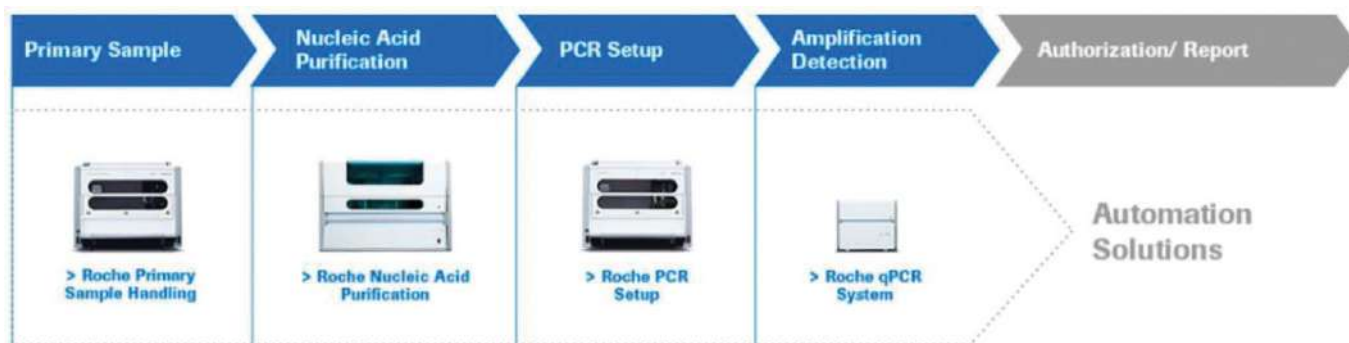 Primary Sample
Nucleic Acid
Purification
PCR Setup
Amplification
Detection
Authorization/ Report
> Roche Primary
Sample Handling
> Roche Nucleic Acid
Purification
> Roche PCR
Setup
> Roche qPCR
System
Automation
Solutions